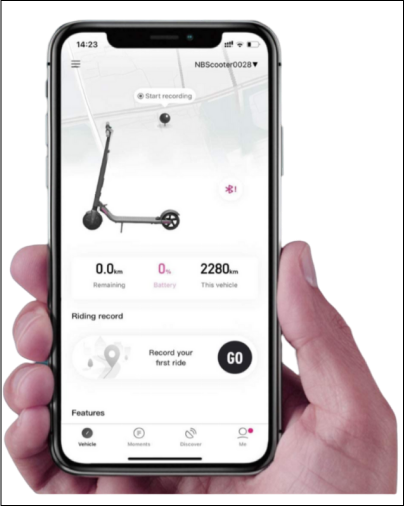 14:23
NBScooter0028▼
Start recording
0.0km
0%
2280km
Remaining
Battery
This vehicle
Riding record
Record your
first ride
GO
Features
Vehicle
Moments
Discover
Me